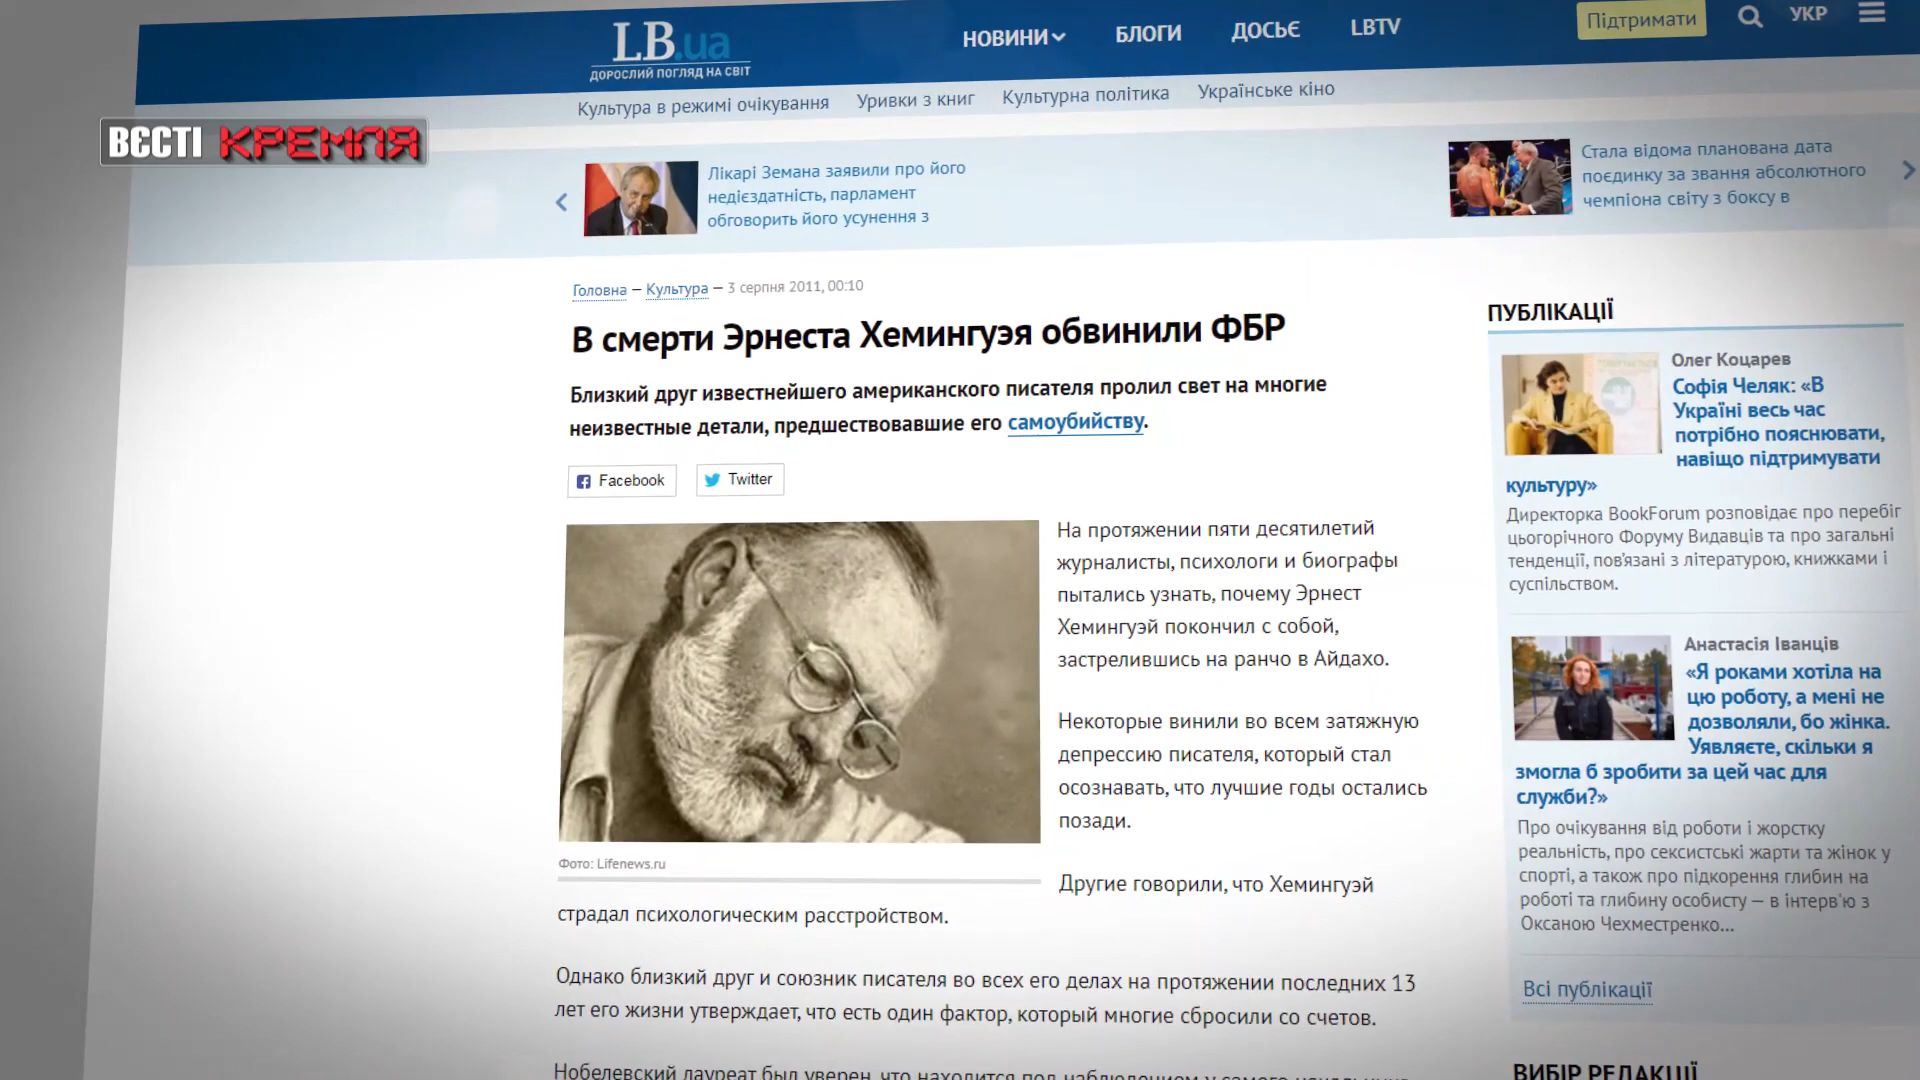 LB.ua
ДОРОСЛИЙ ПОГЛЯД НА СВІТ
НОВИНИ
БЛОГИ
ДОСЬЄ
LBTV
Підтримати
УКР
Культура в режимі очікування
Уривки з книг
Культурна політика
Українське кіно
ВЄСТІ КРЕМЛЯ
Лікарі Земана заявили про його
недієздатність, парламент
обговорить його усунення з
Стала відома планована дата
поєдинку за звання абсолютного
чемпіона світу з боксу в
Головна — Культура — 3 серпня 2011, 00:10
В смерти Эрнеста Хемингуэя обвинили ФБР
Близкий друг известнейшего американского писателя пролил свет на многие
неизвестные детали, предшествовавшие его самоубийству.
Facebook
Twitter
На протяжении пяти десятилетий
журналисты, психологи и биографы
пытались узнать, почему Эрнест
Хемингуэй покончил с собой,
застрелившись на ранчо в Айдахо.
Некоторые винили во всем затяжную
депрессию писателя, который стал
осознавать, что лучшие годы остались
позади.
Фото: Lifenews.ru
Другие говорили, что Хемингуэй
страдал психологическим расстройством.
Однако близкий друг и союзник писателя во всех его делах на протяжении последних 13
лет его жизни утверждает, что есть один фактор, который многие сбросили со счетов.
Нобелевский лауреат был уверен, что находится под наблюдением у самого
ПУБЛІКАЦІЇ
Олег Коцарев
Софія Челяк: «В
Україні весь час
потрібно пояснювати,
навіщо підтримувати
культуру»
Директорка BookForum розповідає про перебіг
цьогорічного Форуму Видавців та про загальні
тенденції, пов'язані з літературою, книжками і
суспільством.
Анастасія Іванців
«Я роками хотіла на
цю роботу, а мені не
дозволяли, бо жінка.
Уявляєте, скільки я
змогла б зробити за цей час для
служби?»
Про очікування від роботи і жорстку
реальність, про сексистські жарти та жінок у
спорті, а також про підкорення глибин на
роботі та глибину особисту — в інтерв'ю з
Оксаною Чехместренко...
Всі публікації
ВИБІР РЕДАКЦІЇ